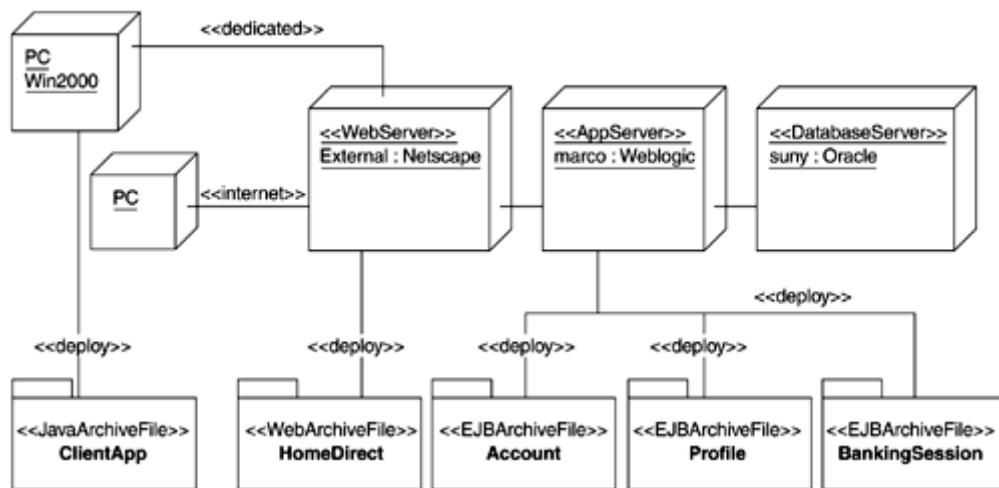 <<dedicated>>
PC
Win2000
<<WebServer>>
External : Netscape
<<AppServer>>
marco : Weblogic
<<DatabaseServer>>
suny : Oracle
<<internet>>
PC
<<deploy>>
<<deploy>>
<<deploy>>
<<deploy>>
<<deploy>>
<<JavaArchiveFile>>
ClientApp
<<WebArchiveFile>>
HomeDirect
<<EJBArchiveFile>>
Account
<<EJBArchiveFile>>
Profile
<<EJBArchiveFile>>
BankingSession